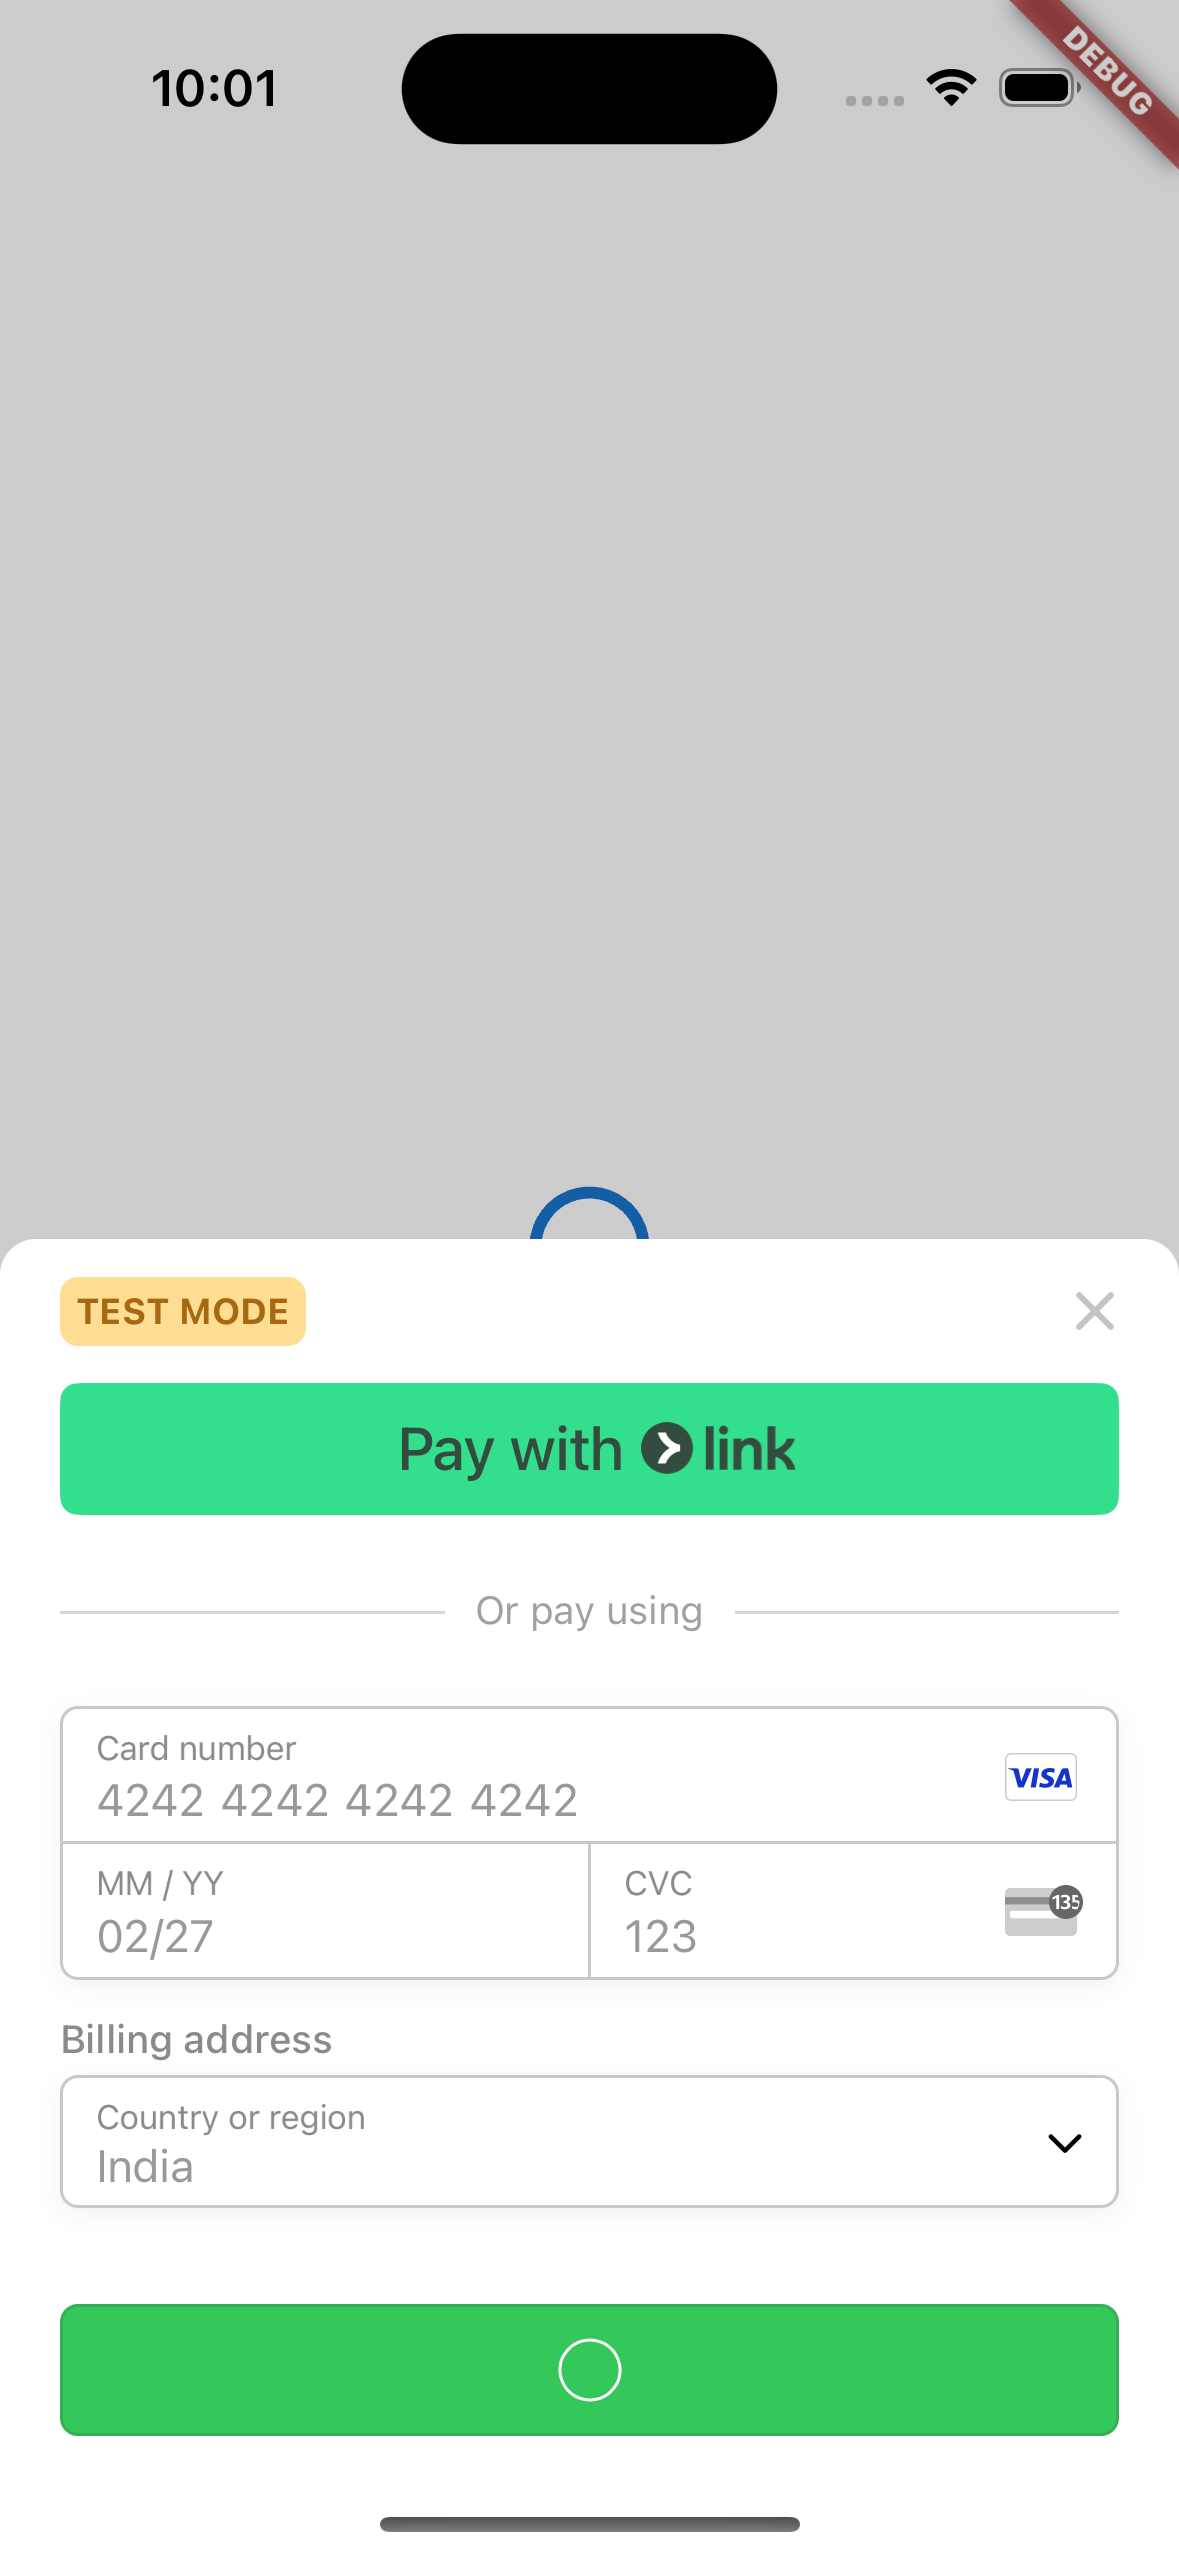 10:01
DEBUG
TEST MODE
Pay with link
Or pay using
Card number
4242 4242 4242 4242
VISA
MM / YY
02/27
CVC
123
135
Billing address
Country or region
India